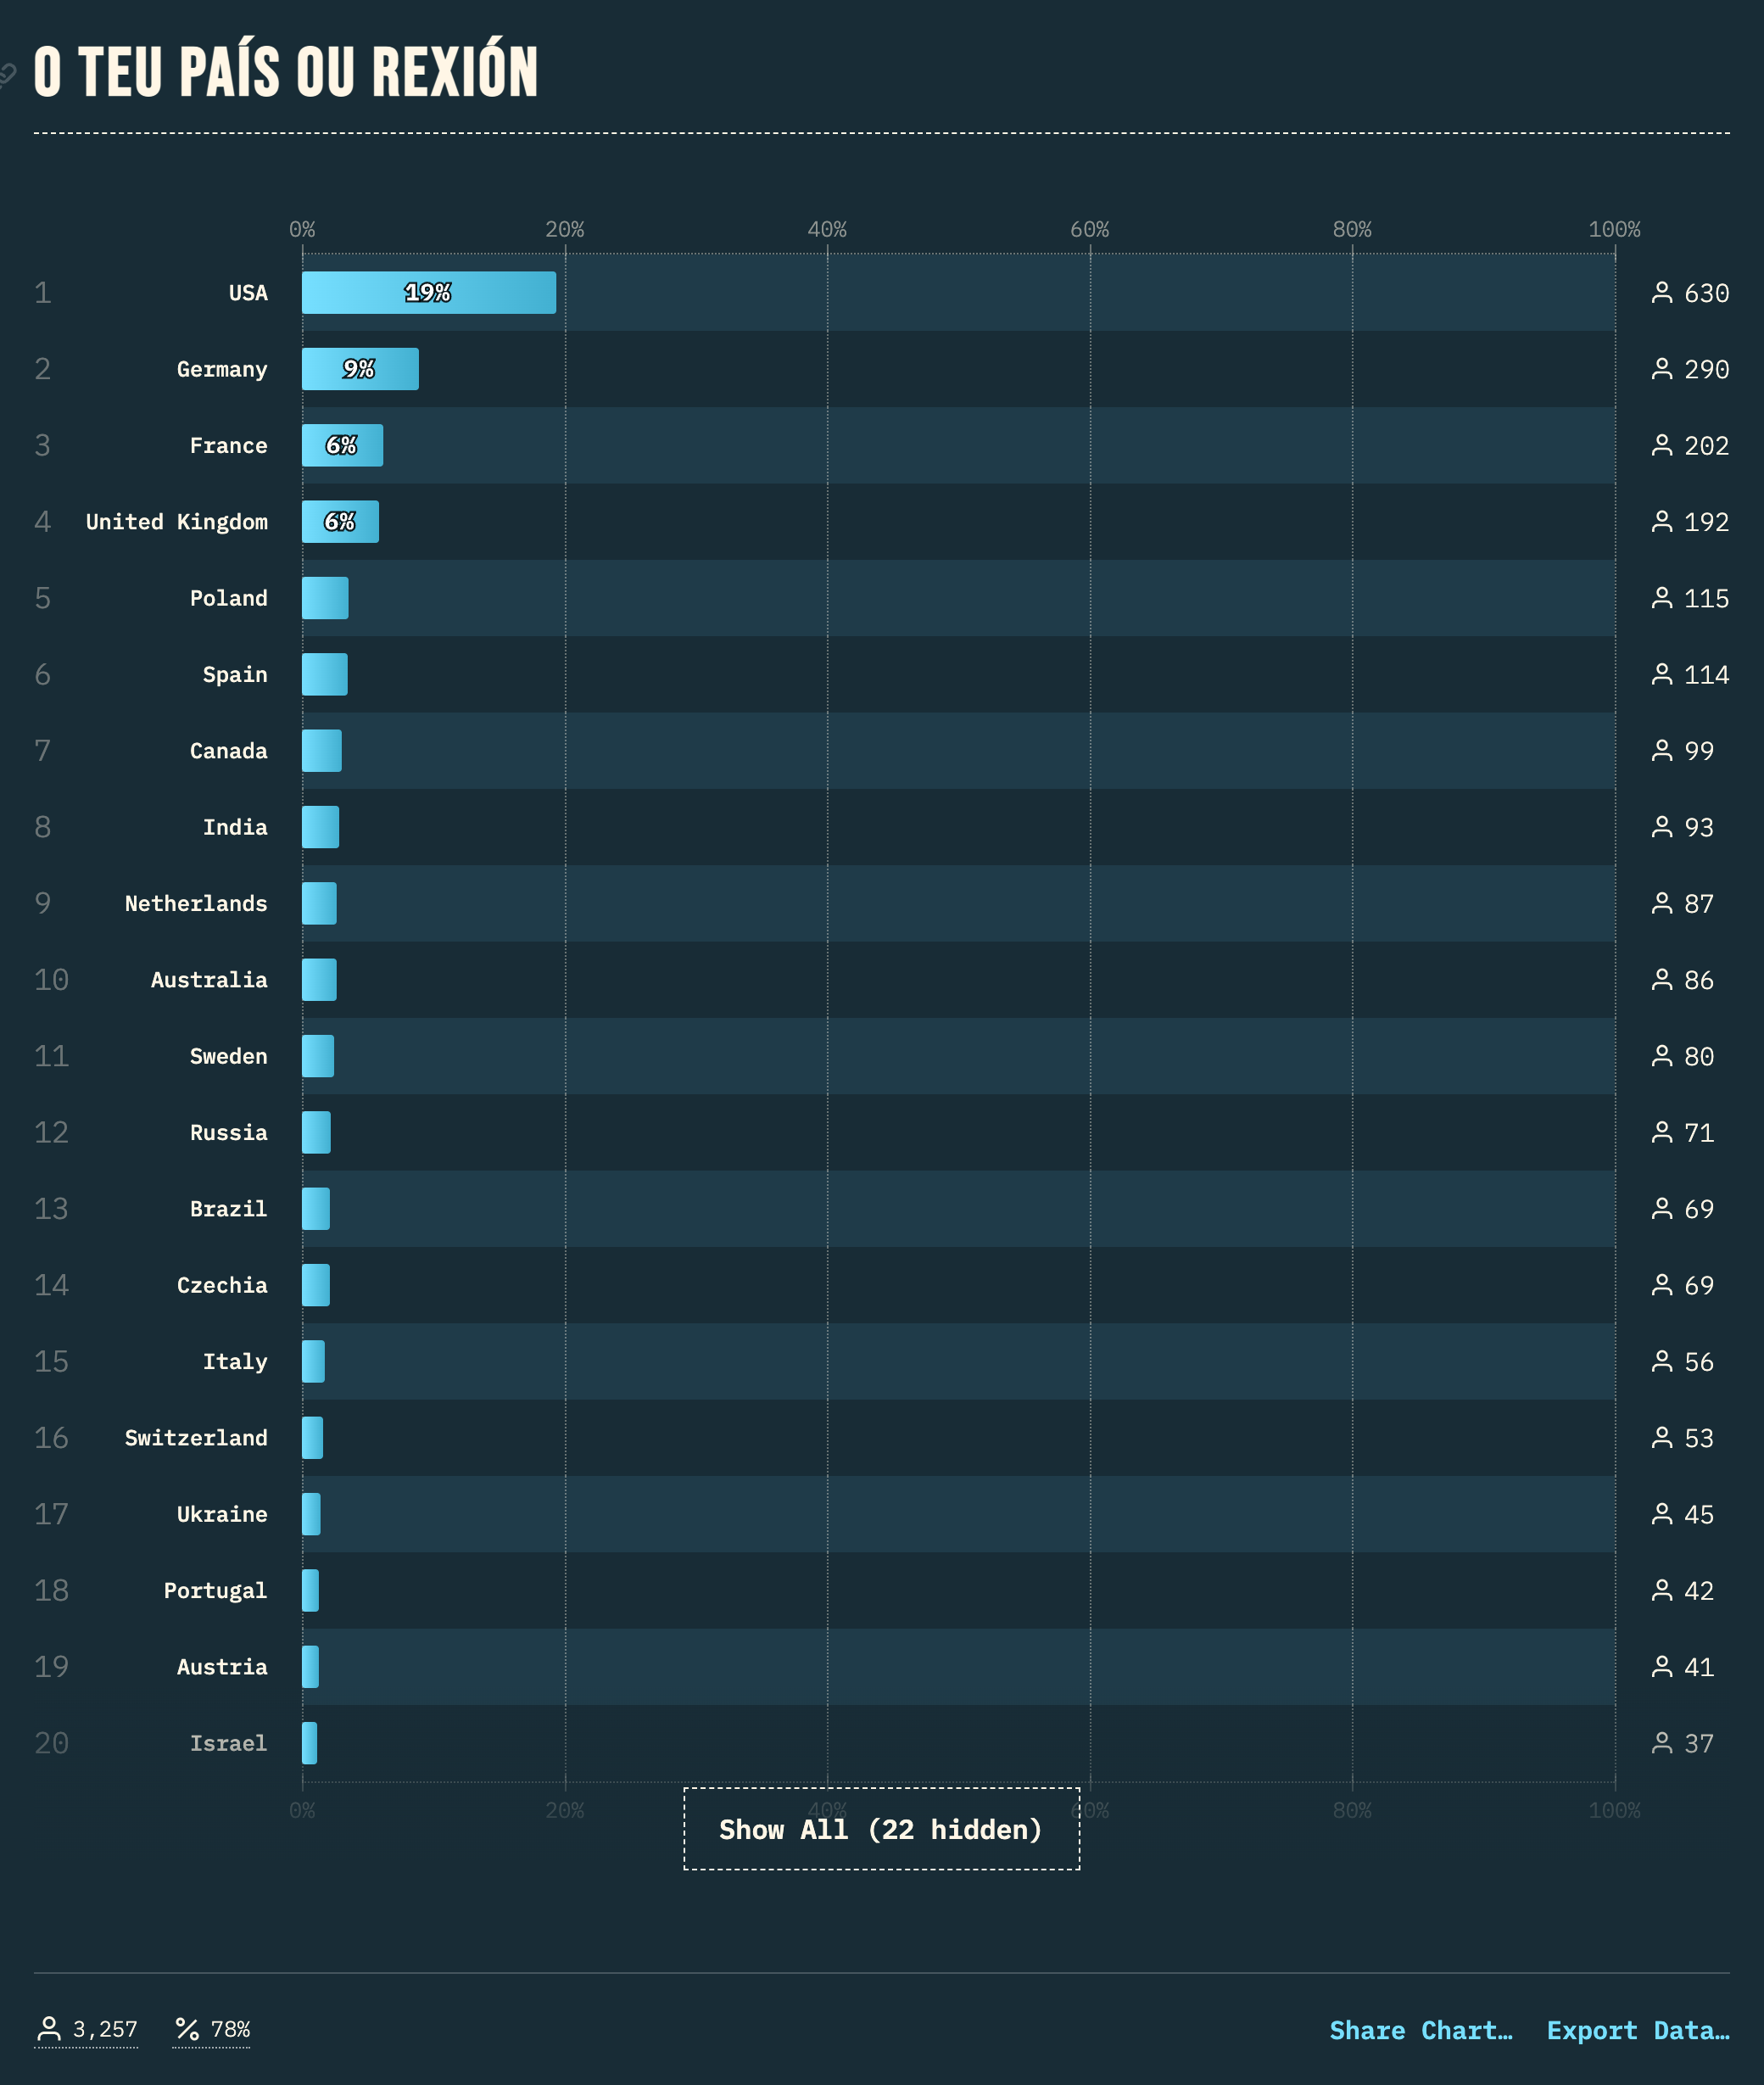 O TEU PAÍS OU REXIÓN
0% 20% 40% 60% 80% 100%
1 USA 19% 630
2 Germany 9% 290
3 France 6% 202
4 United Kingdom 6% 192
5 Poland 115
6 Spain 114
7 Canada 99
8 India 93
9 Netherlands 87
10 Australia 86
11 Sweden 80
12 Russia 71
13 Brazil 69
14 Czechia 69
15 Italy 56
16 Switzerland 53
17 Ukraine 45
18 Portugal 42
19 Austria 41
20 Israel 37
0% 20% 40% 60% 80% 100%
Show All (22 hidden)
3,257 78% Share Chart… Export Data…